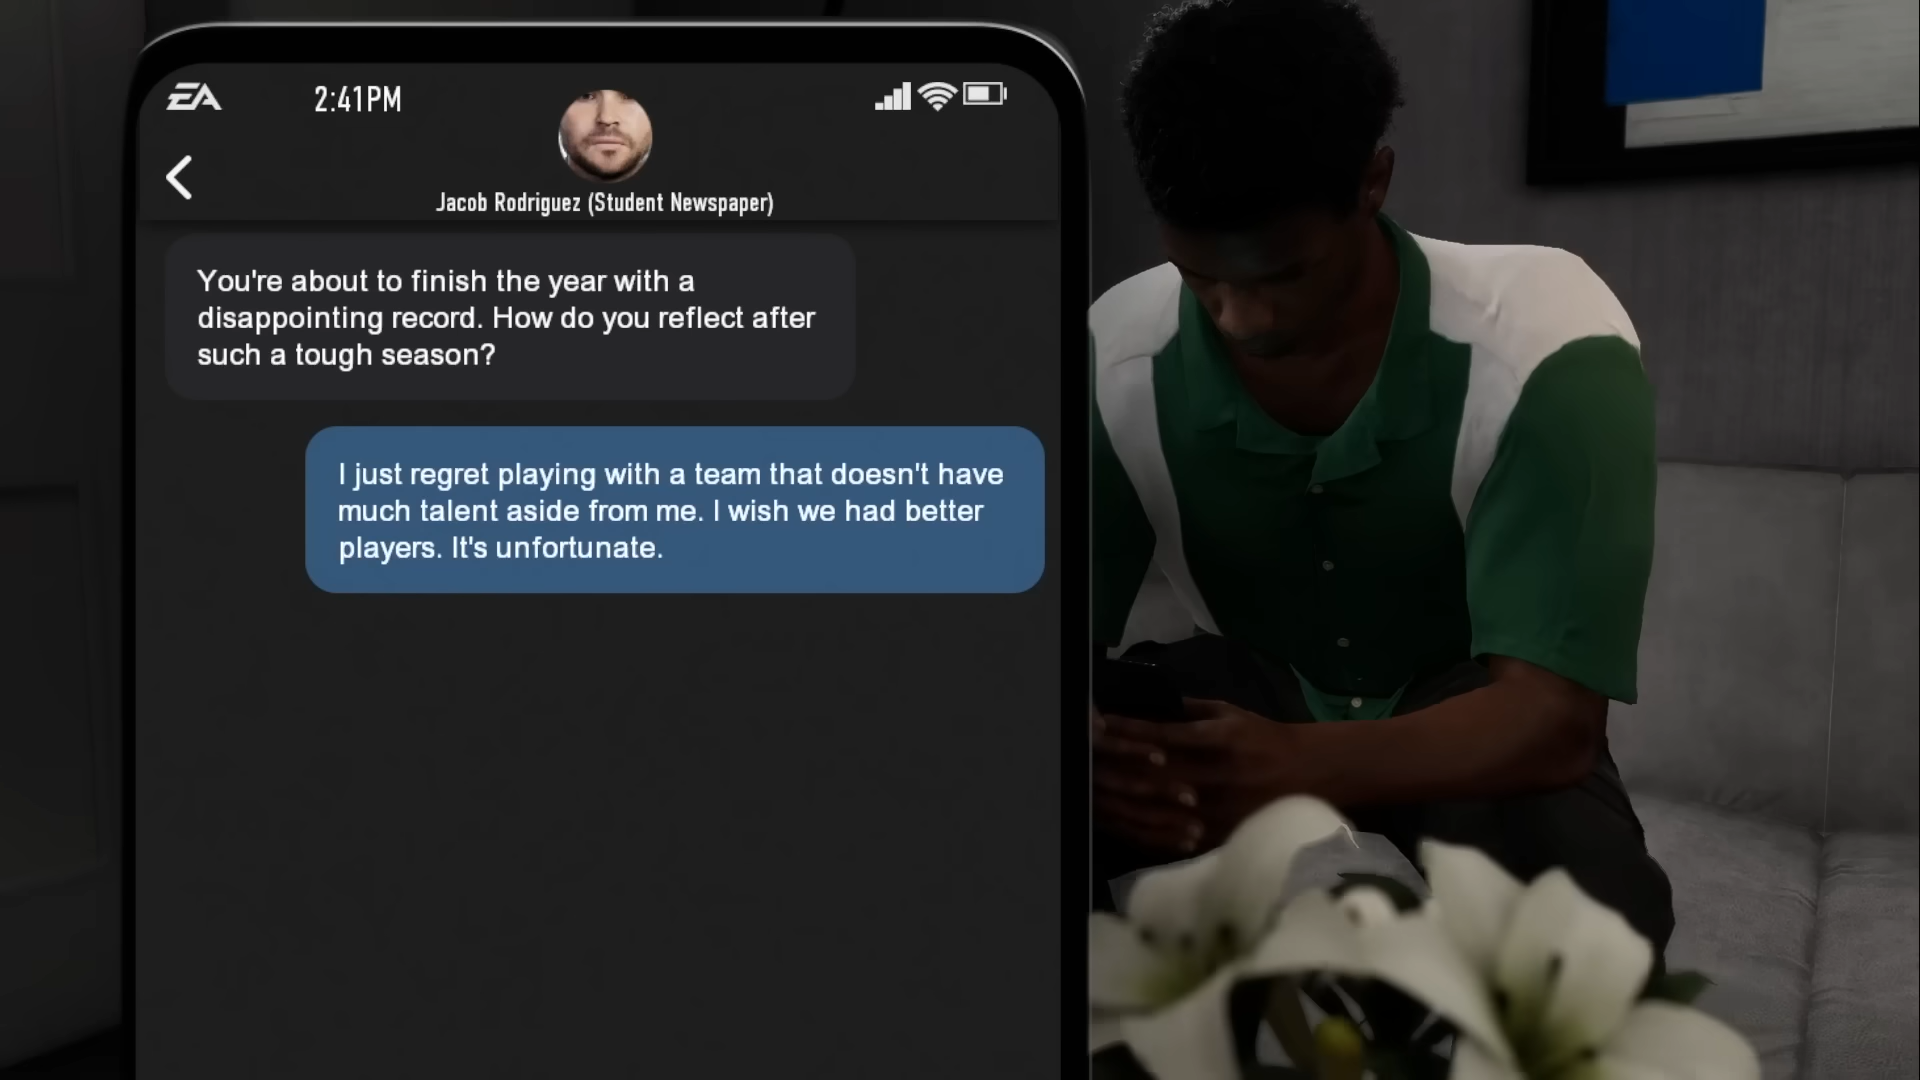 EA
2:41PM
Jacob Rodriguez (Student Newspaper)
You're about to finish the year with a
disappointing record. How do you reflect after
such a tough season?
I just regret playing with a team that doesn't have
much talent aside from me. I wish we had better
players. It's unfortunate.